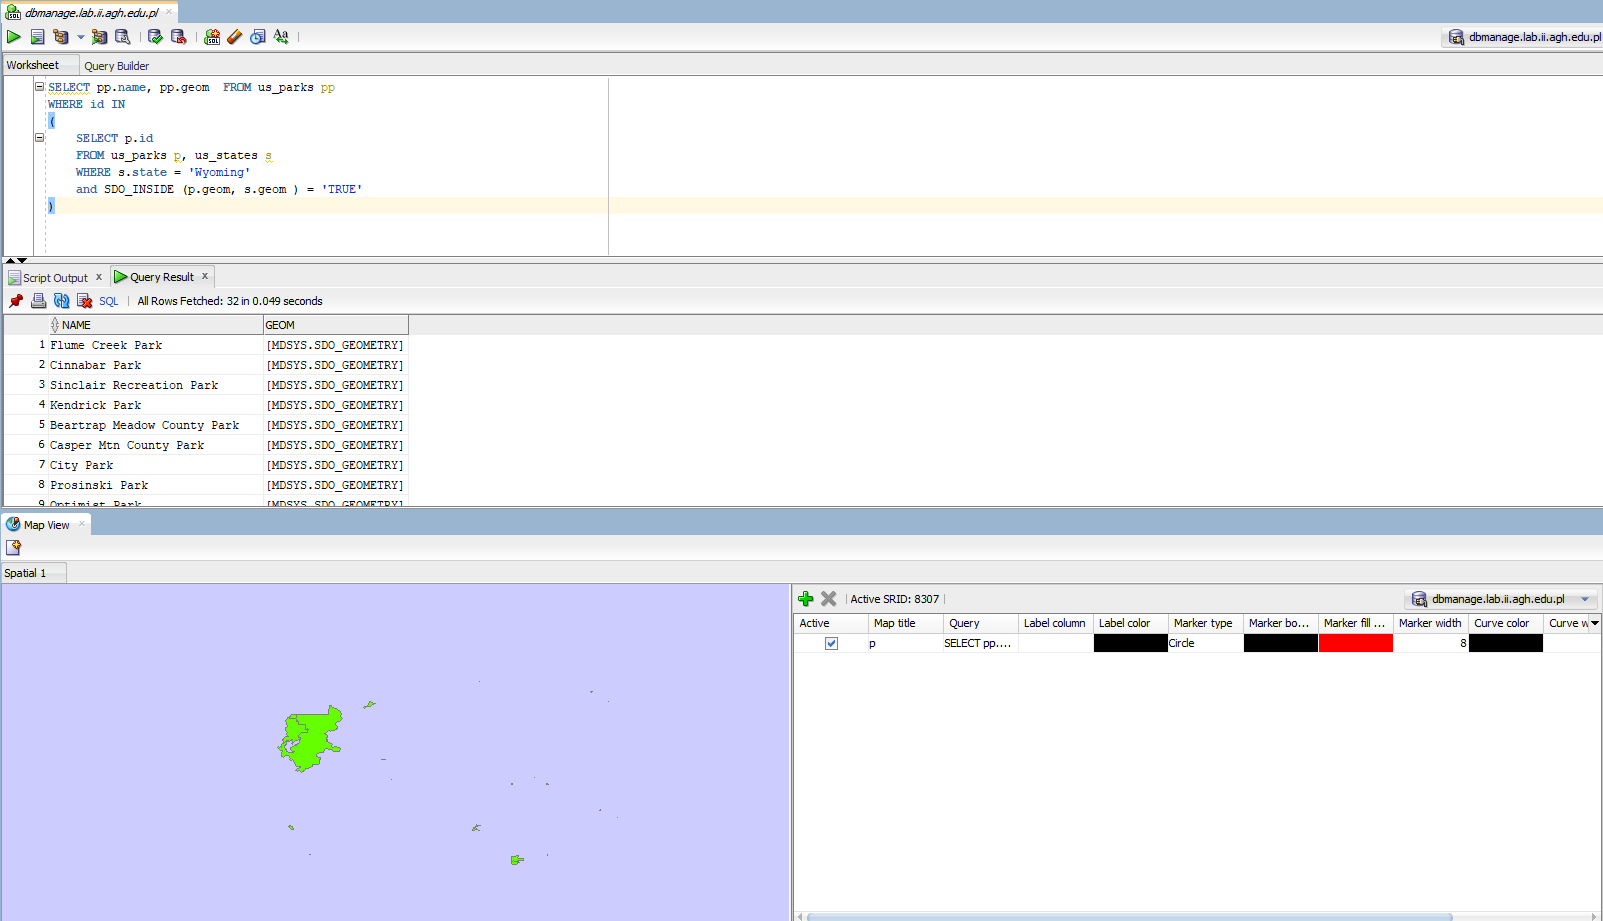 dbmanage.lab.ii.agh.edu.pl
dbmanage.lab.ii.agh.edu.pl
Worksheet Query Builder
SELECT pp.name, pp.geom FROM us_parks pp
WHERE id IN
(
SELECT p.id
FROM us_parks p, us_states s
WHERE s.state = 'Wyoming'
and SDO_INSIDE (p.geom, s.geom ) = 'TRUE'
)
Script Output x Query Result x
SQL | All Rows Fetched: 32 in 0.049 seconds
NAME GEOM
1 Flume Creek Park [MDSYS.SDO_GEOMETRY]
2 Cinnabar Park [MDSYS.SDO_GEOMETRY]
3 Sinclair Recreation Park [MDSYS.SDO_GEOMETRY]
4 Kendrick Park [MDSYS.SDO_GEOMETRY]
5 Beartrap Meadow County Park [MDSYS.SDO_GEOMETRY]
6 Casper Mtn County Park [MDSYS.SDO_GEOMETRY]
7 City Park [MDSYS.SDO_GEOMETRY]
8 Prosinski Park [MDSYS.SDO_GEOMETRY]
9 Optimist Park [MDSYS.SDO_GEOMETRY]
Map View
Spatial 1
Active SRID: 8307 dbmanage.lab.ii.agh.edu.pl
Active Map title Query Label column Label color Marker type Marker bo... Marker fill ... Marker width Curve color Curve w
p SELECT pp.... Circle 8